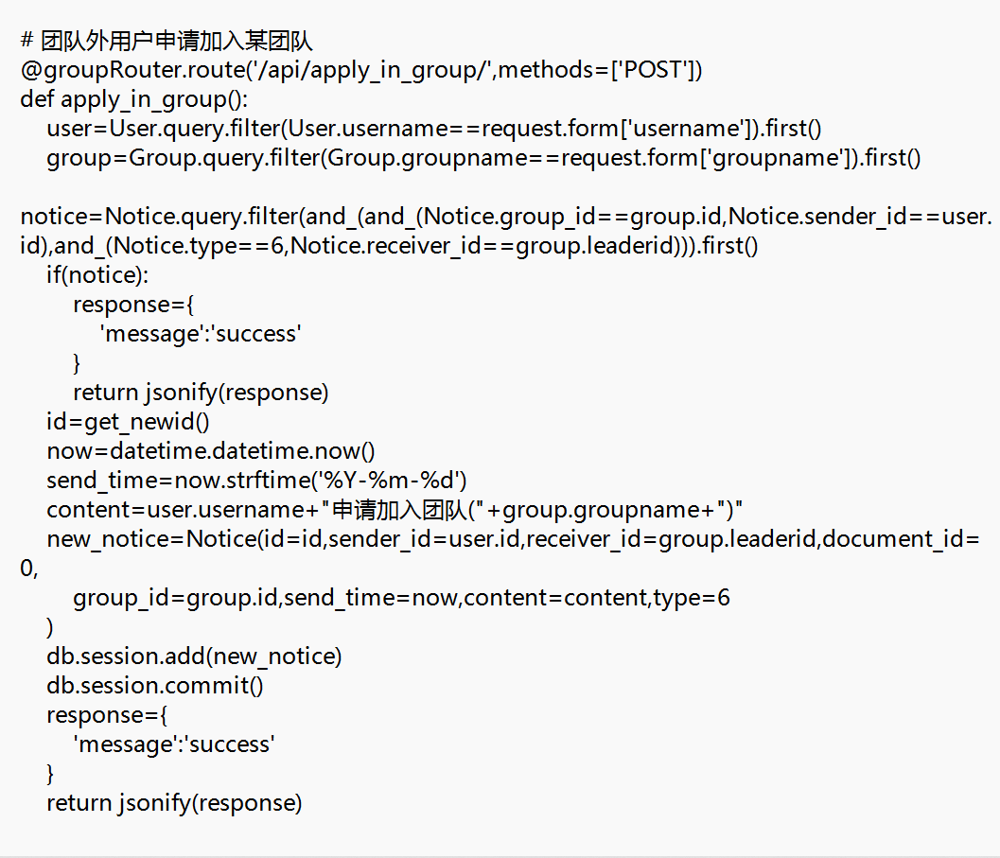 # 团队外用户申请加入某团队
@groupRouter.route('/api/apply_in_group/',methods=['POST'])
def apply_in_group():
    user=User.query.filter(User.username==request.form['username']).first()
    group=Group.query.filter(Group.groupname==request.form['groupname']).first()

notice=Notice.query.filter(and_(and_(Notice.group_id==group.id,Notice.sender_id==user.
id),and_(Notice.type==6,Notice.receiver_id==group.leaderid))).first()
    if(notice):
        response={
            'message':'success'
        }
        return jsonify(response)
    id=get_newid()
    now=datetime.datetime.now()
    send_time=now.strftime('%Y-%m-%d')
    content=user.username+"申请加入团队("+group.groupname+")"
    new_notice=Notice(id=id,sender_id=user.id,receiver_id=group.leaderid,document_id=
0,
        group_id=group.id,send_time=now,content=content,type=6
    )
    db.session.add(new_notice)
    db.session.commit()
    response={
        'message':'success'
    }
    return jsonify(response)